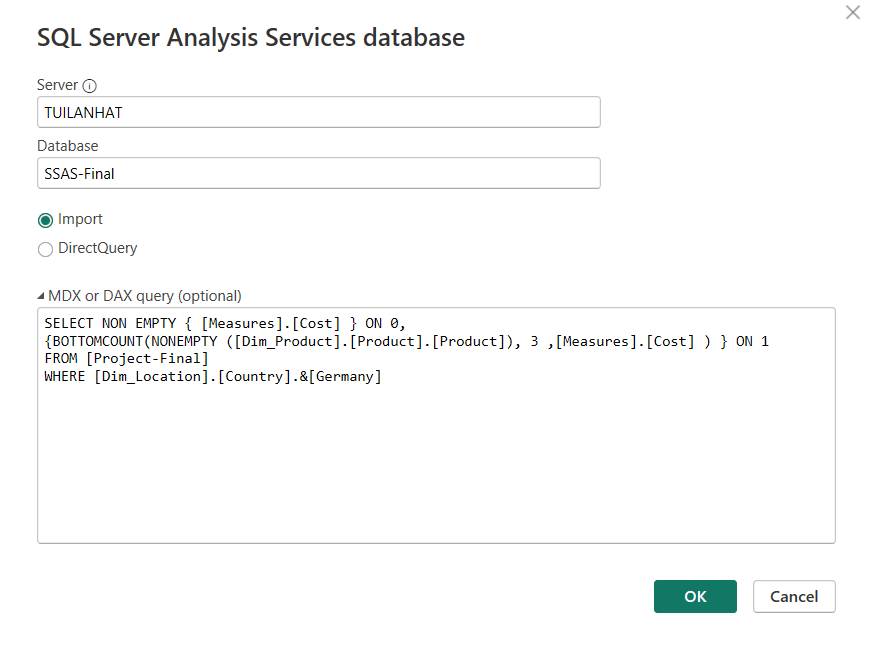 SQL Server Analysis Services database
Server
TUILANHAT
Database
SSAS-Final
Import
DirectQuery
MDX or DAX query (optional)
SELECT NON EMPTY { [Measures].[Cost] } ON 0,
{BOTTOMCOUNT(NONEMPTY ([Dim_Product].[Product].[Product]), 3 ,[Measures].[Cost] ) } ON 1
FROM [Project-Final]
WHERE [Dim_Location].[Country].&[Germany]
OK Cancel